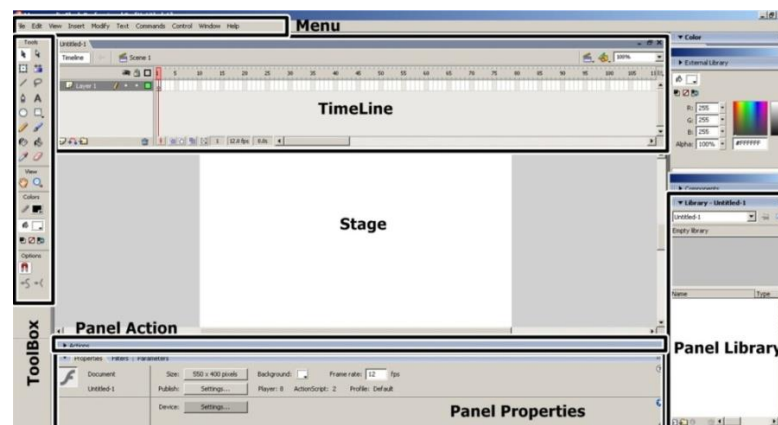 Edit View Insert Modify Text Commands Control Window Help
Menu
Tools
Untitled-1
Timeline
Scene 1
100%
5 10 15 20 25 30 35 40 45 50 55 60 65 70 75 80 85 90 95 100 105
Layer 1
TimeLine
1 12.0 fps 0.0s
View
Colors
Options
Stage
ToolBox
Panel Action
Actions
Properties Filters Parameters
Document
Untitled-1
Size: 550 x 400 pixels
Background:
Frame rate: 12 fps
Publish: Settings...
Player: 8 ActionScript: 2 Profile: Default
Device: Settings...
Panel Properties
Color
External Library
R: 255
G: 255
B: 255
Alpha: 100%
#FFFFFF
Components
Library - Untitled-1
Untitled-1
Empty library
Name Type
Panel Library